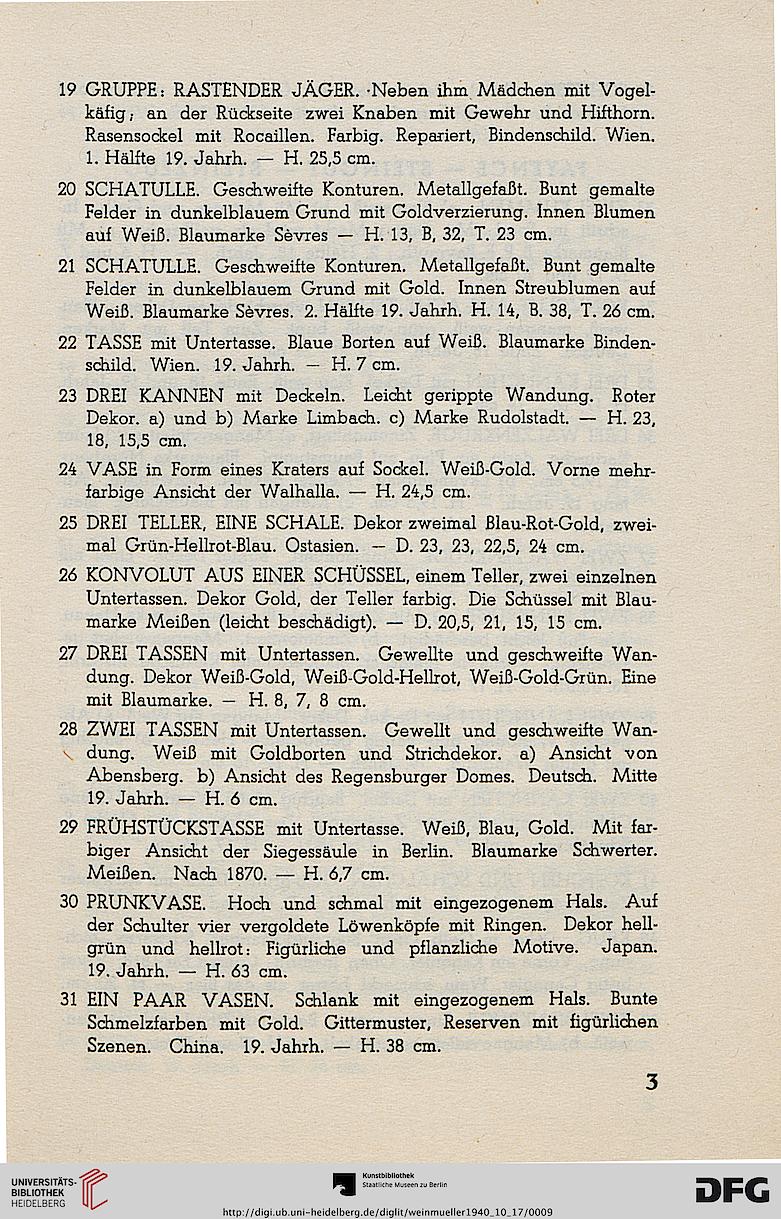 19 GRUPPE: RASTENDER JÄGER. Neben ihm Mädchen mit Vogel-
käfig; an der Rückseite zwei Knaben mit Gewehr und Hifthorn.
Rasensockel mit Rocaillen. Farbig. Repariert, Bindenschild. Wien.
1. Hälfte 19. Jahrh. — H. 25,5 cm.
20 SCHATULLE. Geschweifte Konturen. Metallgefaßt. Bunt gemalte
Felder in dunkelblauem Grund mit Goldverzierung. Innen Blumen
auf Weiß. Blaumarke Sèvres — H. 13, B, 32, T. 23 cm.
21 SCHATULLE. Geschweifte Konturen. Metallgefaßt. Bunt gemalte
Felder in dunkelblauem Grund mit Gold. Innen Streublumen auf
Weiß. Blaumarke Sèvres. 2. Hälfte 19. Jahrh. H. 14, B. 38, T. 26 cm.
22 TASSE mit Untertasse. Blaue Borten auf Weiß. Blaumarke Binden-
schild. Wien. 19. Jahrh. — H. 7 cm.
23 DREI KANNEN mit Deckeln. Leicht gerippte Wandung. Roter
Dekor. a) und b) Marke Limbach. c) Marke Rudolstadt. — H. 23,
18, 15,5 cm.
24 VASE in Form eines Kraters auf Sockel. Weiß-Gold. Vorne mehr-
farbige Ansicht der Walhalla. — H. 24,5 cm.
25 DREI TELLER, EINE SCHALE. Dekor zweimal Blau-Rot-Gold, zwei-
mal Grün-Hellrot-Blau. Ostasien. — D. 23, 23, 22,5, 24 cm.
26 KONVOLUT AUS EINER SCHÜSSEL, einem Teller, zwei einzelnen
Untertassen. Dekor Gold, der Teller farbig. Die Schüssel mit Blau-
marke Meißen (leicht beschädigt). — D. 20,5, 21, 15, 15 cm.
27 DREI TASSEN mit Untertassen. Gewellte und geschweifte Wan-
dung. Dekor Weiß-Gold, Weiß-Gold-Hellrot, Weiß-Gold-Grün. Eine
mit Blaumarke. — H. 8, 7, 8 cm.
28 ZWEI TASSEN mit Untertassen. Gewellt und geschweifte Wan-
dung. Weiß mit Goldborten und Strichdekor. a) Ansicht von
Abensberg. b) Ansicht des Regensburger Domes. Deutsch. Mitte
19. Jahrh. — H. 6 cm.
29 FRÜHSTÜCKSTASSE mit Untertasse. Weiß, Blau, Gold. Mit far-
biger Ansicht der Siegessäule in Berlin. Blaumarke Schwerter.
Meißen. Nach 1870. — H. 6,7 cm.
30 PRUNKVASE. Hoch und schmal mit eingezogenem Hals. Auf
der Schulter vier vergoldete Löwenköpfe mit Ringen. Dekor hell-
grün und hellrot: Figürliche und pflanzliche Motive. Japan.
19. Jahrh. — H. 63 cm.
31 EIN PAAR VASEN. Schlank mit eingezogenem Hals. Bunte
Schmelzfarben mit Gold. Gittermuster, Reserven mit figürlichen
Szenen. China. 19. Jahrh. — H. 38 cm.
3
UNIVERSITÄTS-
BIBLIOTHEK
HEIDELBERG
Kunstbibliothek
Staatliche Museen zu Berlin
DFG
http://digi.ub.uni-heidelberg.de/diglit/weinmueller1940_10_17/0009